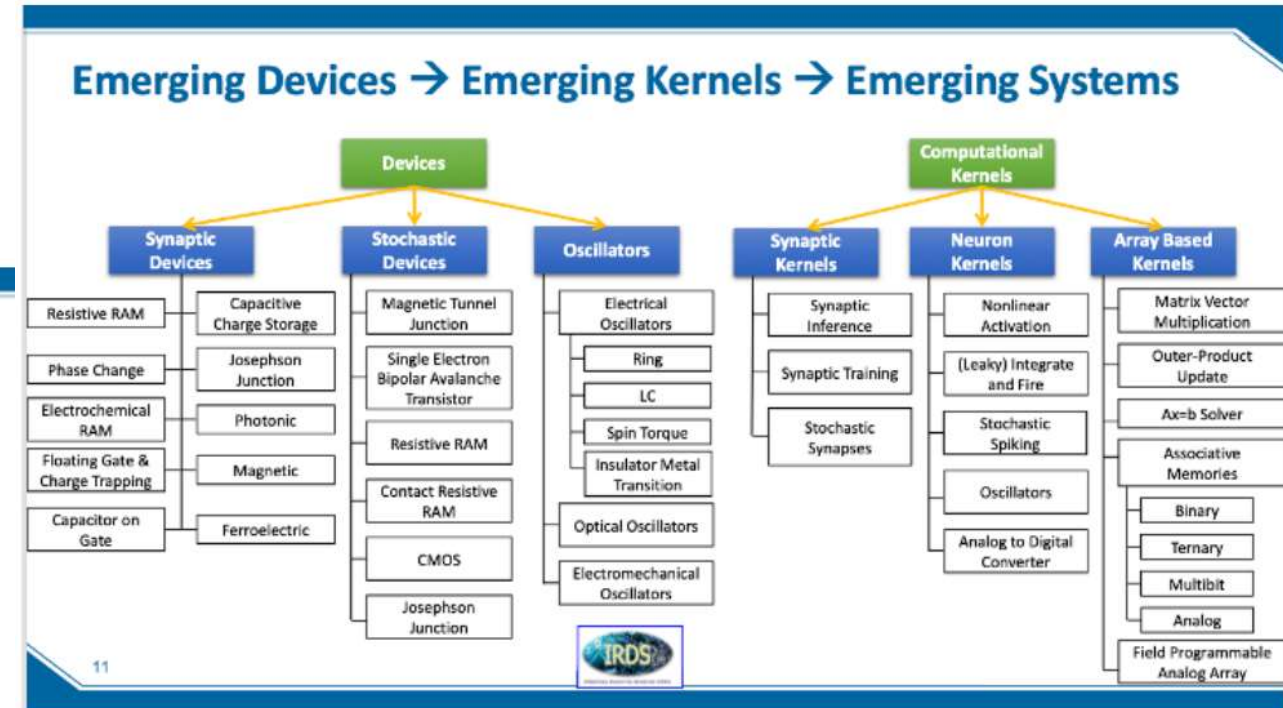 Emerging Devices → Emerging Kernels → Emerging Systems
Devices
Synaptic
Devices
Resistive RAM
Capacitive
Charge Storage
Phase Change
Josephson
Junction
Electrochemical
RAM
Photonic
Floating Gate &
Charge Trapping
Magnetic
Capacitor on
Gate
Ferroelectric
Stochastic
Devices
Magnetic Tunnel
Junction
Single Electron
Bipolar Avalanche
Transistor
Resistive RAM
Contact Resistive
RAM
CMOS
Josephson
Junction
Oscillators
Electrical
Oscillators
Ring
LC
Spin Torque
Insulator Metal
Transition
Optical Oscillators
Electromechanical
Oscillators
Computational
Kernels
Synaptic
Kernels
Synaptic
Inference
Synaptic Training
Stochastic
Synapses
Neuron
Kernels
Nonlinear
Activation
(Leaky) Integrate
and Fire
Stochastic
Spiking
Oscillators
Analog to Digital
Converter
Array Based
Kernels
Matrix Vector
Multiplication
Outer-Product
Update
Ax=b Solver
Associative
Memories
Binary
Ternary
Multibit
Analog
Field Programmable
Analog Array
11
IRDS